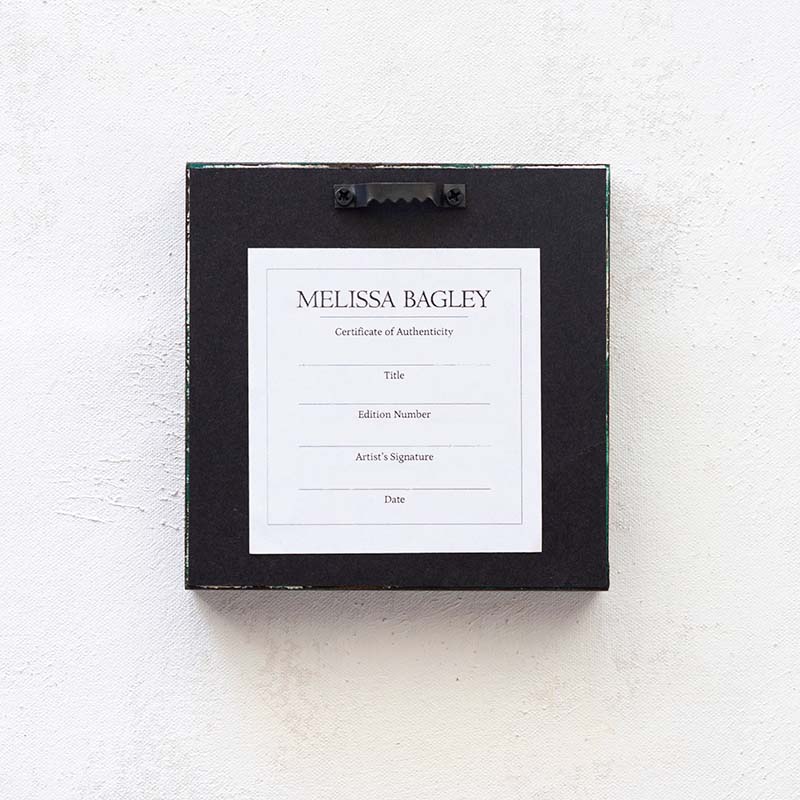 MELISSA BAGLEY
Certificate of Authenticity
Title
Edition Number
Artist's Signature
Date